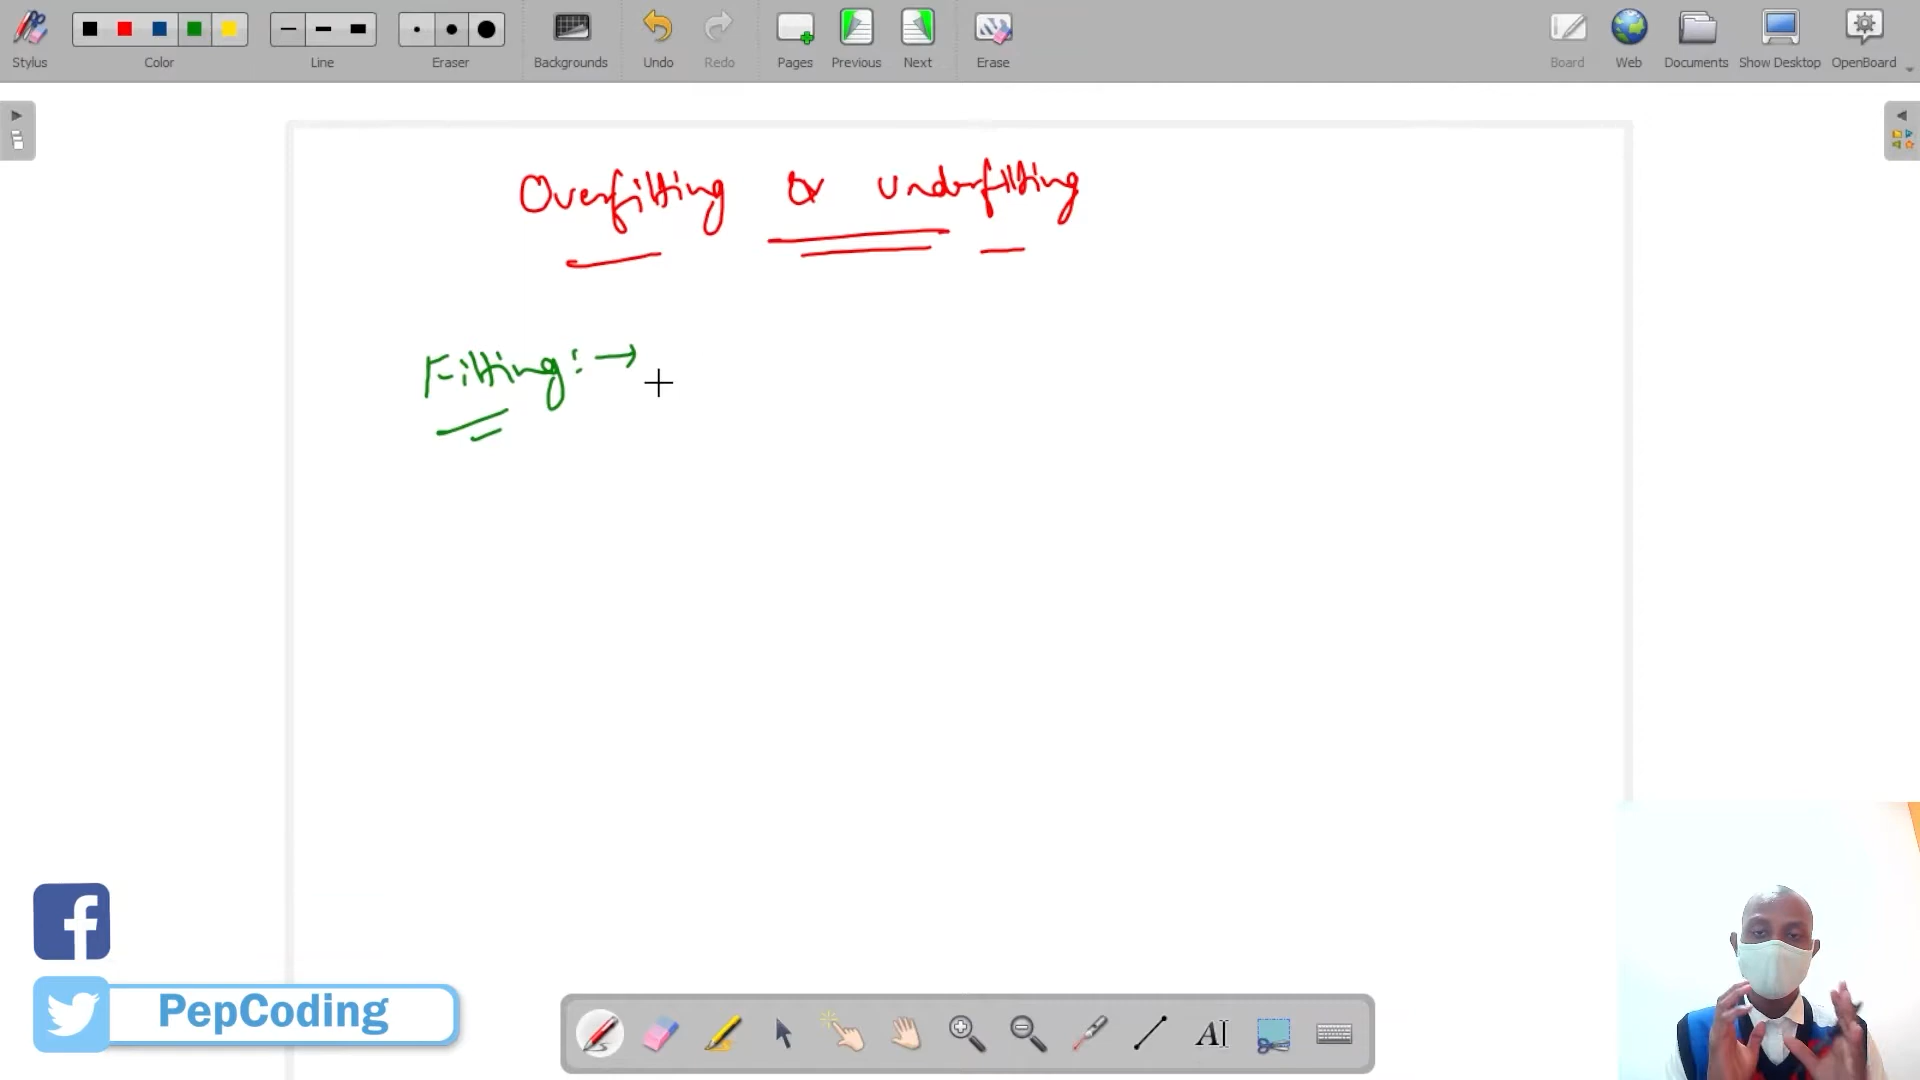 Stylus
Color
Line
Eraser
Backgrounds
Undo
Redo
Pages
Previous
Next
Erase
Board
Web
Documents
Show Desktop
OpenBoard
Overfitting & underfitting
Fitting: →
f
PepCoding
AI